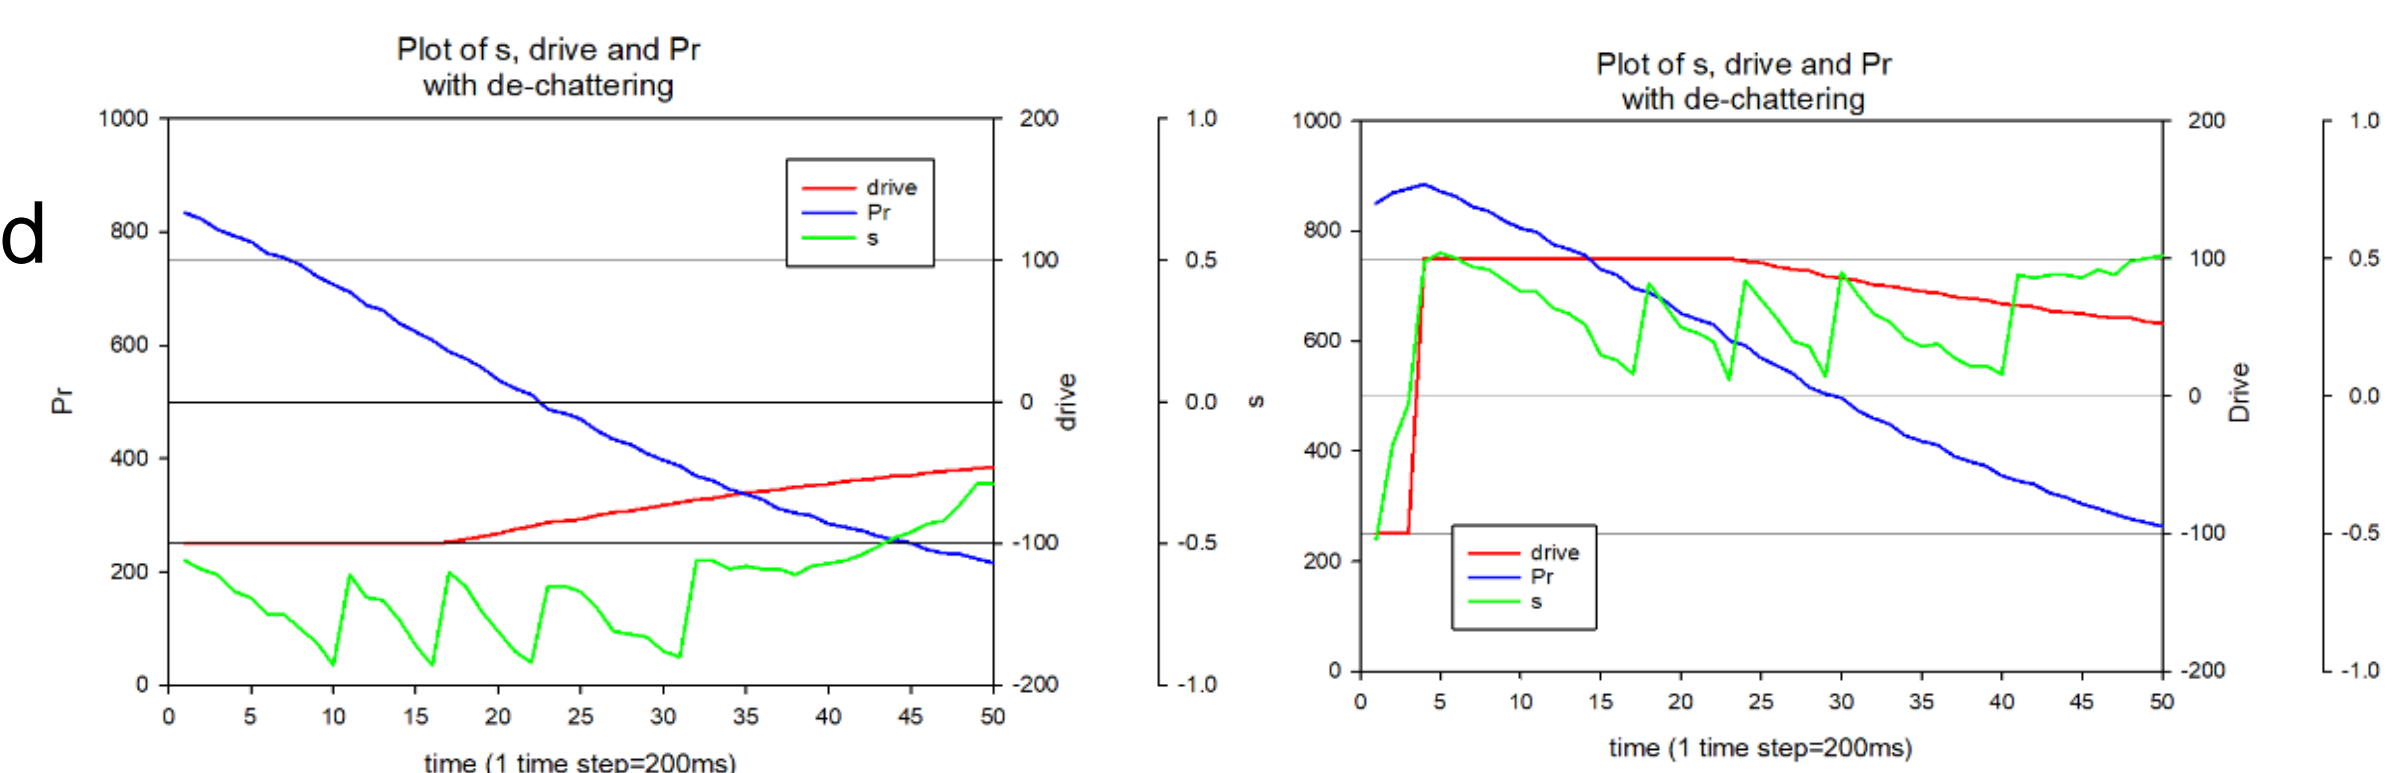 d
Plot of s, drive and Pr
with de-chattering
1000
800
600
400
200
0
Pr
0 5 10 15 20 25 30 35 40 45 50
time (1 time step=200ms)
200
100
0
-100
-200
drive
1.0
0.5
0.0
-0.5
-1.0
s
drive
Pr
s
Plot of s, drive and Pr
with de-chattering
1000
800
600
400
200
0
0 5 10 15 20 25 30 35 40 45 50
time (1 time step=200ms)
200
100
0
-100
-200
Drive
1.0
0.5
0.0
-0.5
-1.0
drive
Pr
s